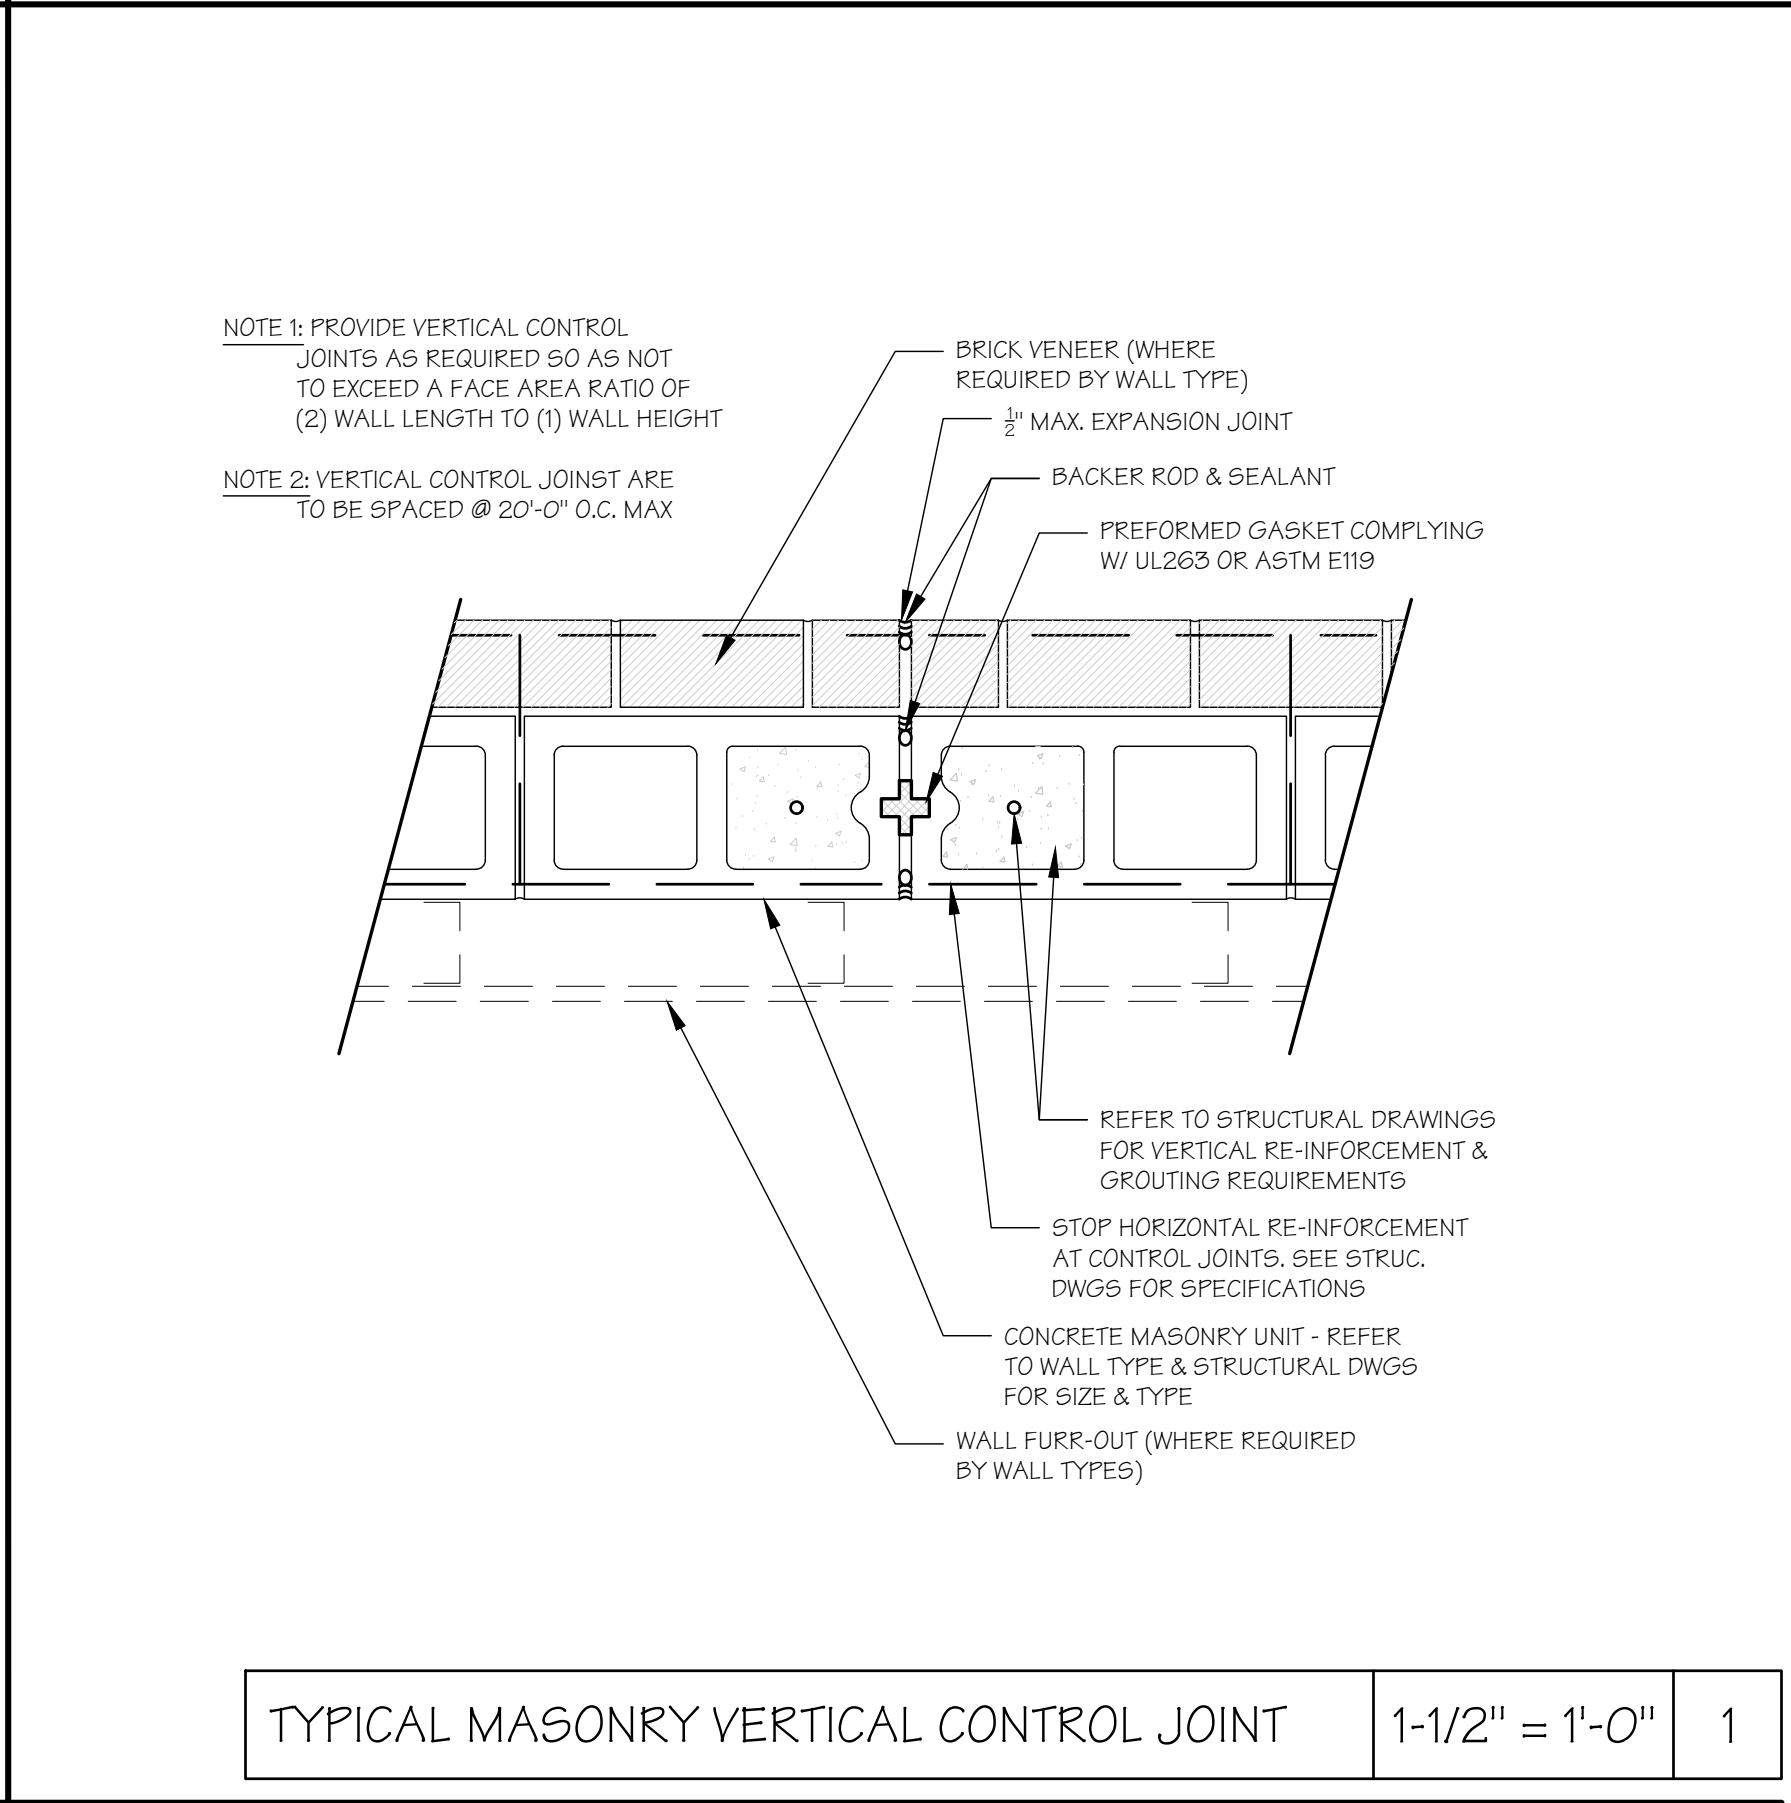 NOTE 1: PROVIDE VERTICAL CONTROL
JOINTS AS REQUIRED SO AS NOT
TO EXCEED A FACE AREA RATIO OF
(2) WALL LENGTH TO (1) WALL HEIGHT
NOTE 2: VERTICAL CONTROL JOINST ARE
TO BE SPACED @ 20'-0" O.C. MAX
BRICK VENEER (WHERE
REQUIRED BY WALL TYPE)
1/2" MAX. EXPANSION JOINT
BACKER ROD & SEALANT
PREFORMED GASKET COMPLYING
W/ UL263 OR ASTM E119
REFER TO STRUCTURAL DRAWINGS
FOR VERTICAL RE-INFORCEMENT &
GROUTING REQUIREMENTS
STOP HORIZONTAL RE-INFORCEMENT
AT CONTROL JOINTS. SEE STRUC.
DWGS FOR SPECIFICATIONS
CONCRETE MASONRY UNIT - REFER
TO WALL TYPE & STRUCTURAL DWGS
FOR SIZE & TYPE
WALL FURR-OUT (WHERE REQUIRED
BY WALL TYPES)
TYPICAL MASONRY VERTICAL CONTROL JOINT
1-1/2" = 1'-0"
1